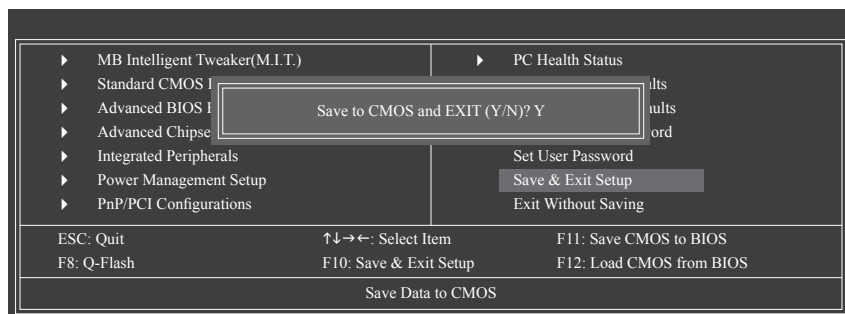 MB Intelligent Tweaker(M.I.T.)
Standard CMOS
Advanced BIOS
Advanced
Integrated Peripherals
Power Management Setup
PnP/PCI Configurations
PC Health Status
Set User Password
Save & Exit Setup
Exit Without Saving
Save to CMOS and EXIT (Y/N)? Y
ESC: Quit
↑↓→←: Select Item
F11: Save CMOS to BIOS
F8: Q-Flash
F10: Save & Exit Setup
F12: Load CMOS from BIOS
Save Data to CMOS